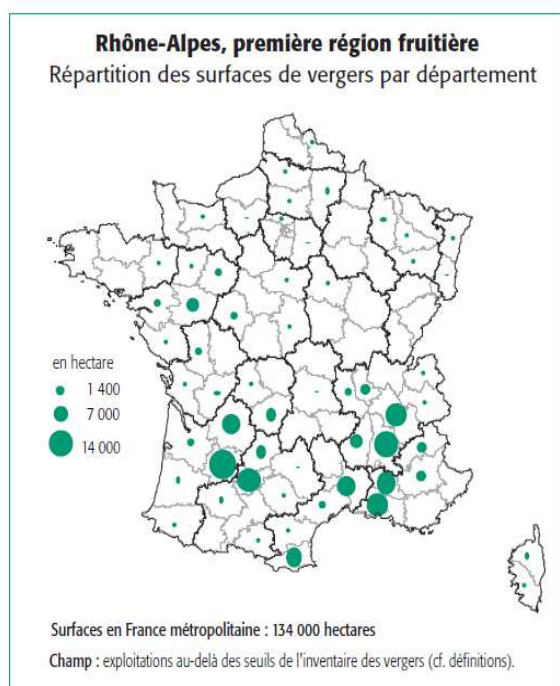 Rhône-Alpes, première région fruitière
Répartition des surfaces de vergers par département
en hectare
1 400
7 000
14 000
Surfaces en France métropolitaine : 134 000 hectares
Champ : exploitations au-delà des seuils de l'inventaire des vergers (cf. définitions).